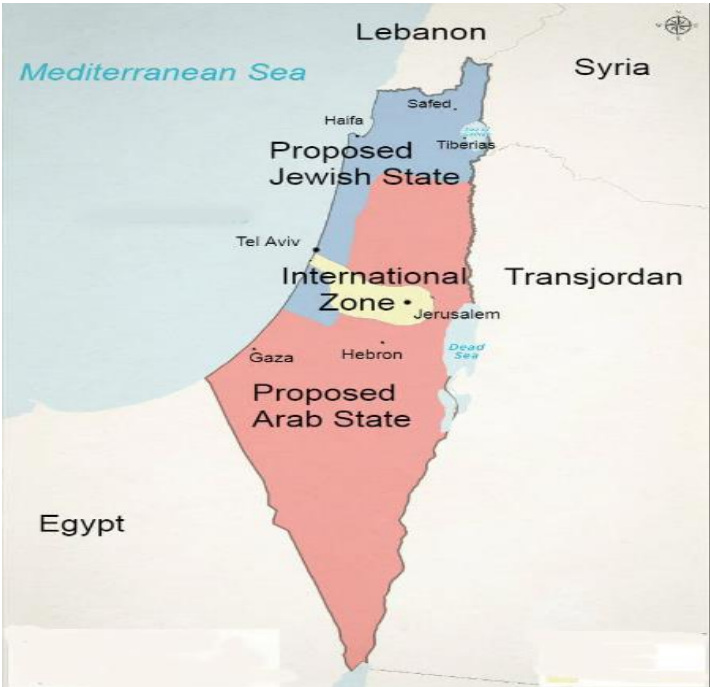 Lebanon
Syria
Mediterranean Sea
Safed
Haifa
Tiberias
Proposed
Jewish State
Tel Aviv
International
Zone
Transjordan
Jerusalem
Dead
Sea
Gaza
Hebron
Proposed
Arab State
Egypt